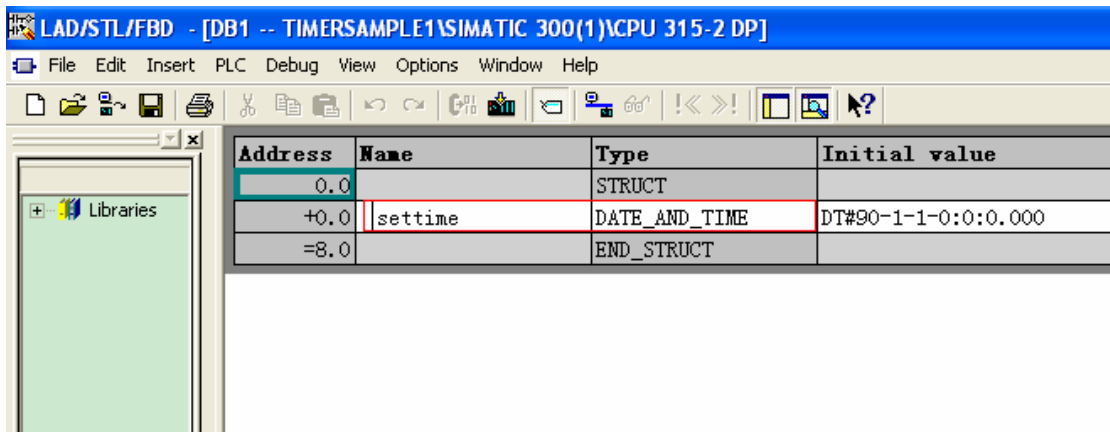 LAD/STL/FBD - [DB1 -- TIMERSAMPLE1\SIMATIC 300(1)\CPU 315-2 DP]
File Edit Insert PLC Debug View Options Window Help
Address Name Type Initial value
0.0 STRUCT
+0.0 settime DATE_AND_TIME DT#90-1-1-0:0:0.000
=8.0 END_STRUCT
Libraries